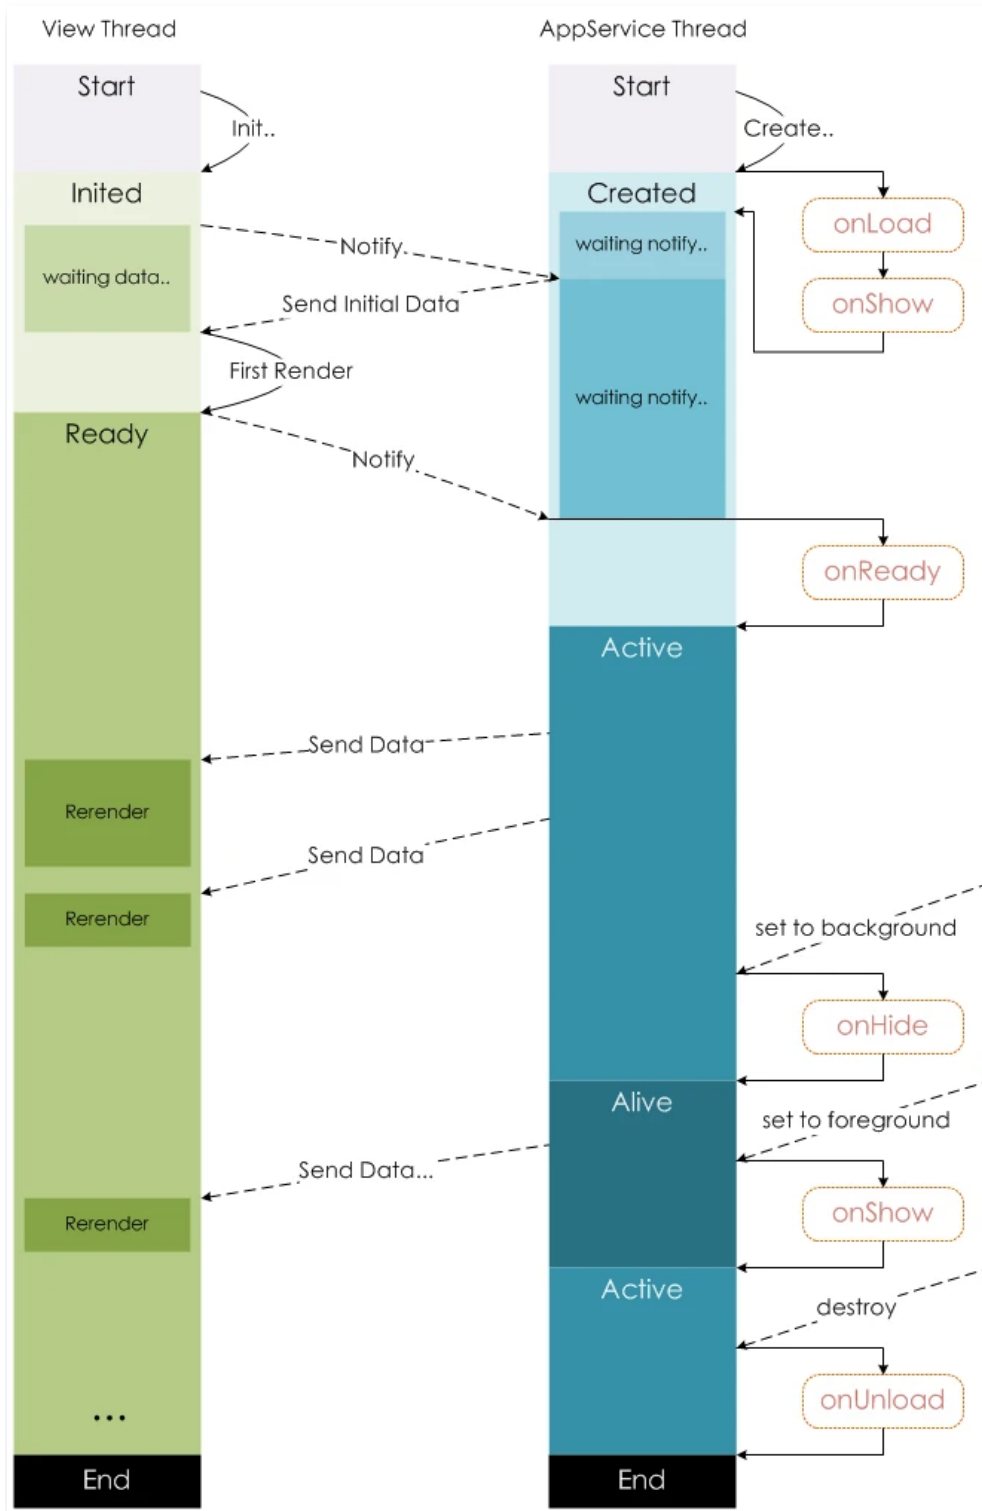 View Thread
AppService Thread
Start
Start
Init..
Create..
Inited
Created
onLoad
waiting notify..
Notify
waiting data..
Send Initial Data
onShow
First Render
waiting notify..
Ready
Notify
onReady
Active
Send Data
Rerender
Send Data
Rerender
set to background
onHide
Alive
set to foreground
Send Data...
onShow
Rerender
Active
destroy
onUnload
...
End
End